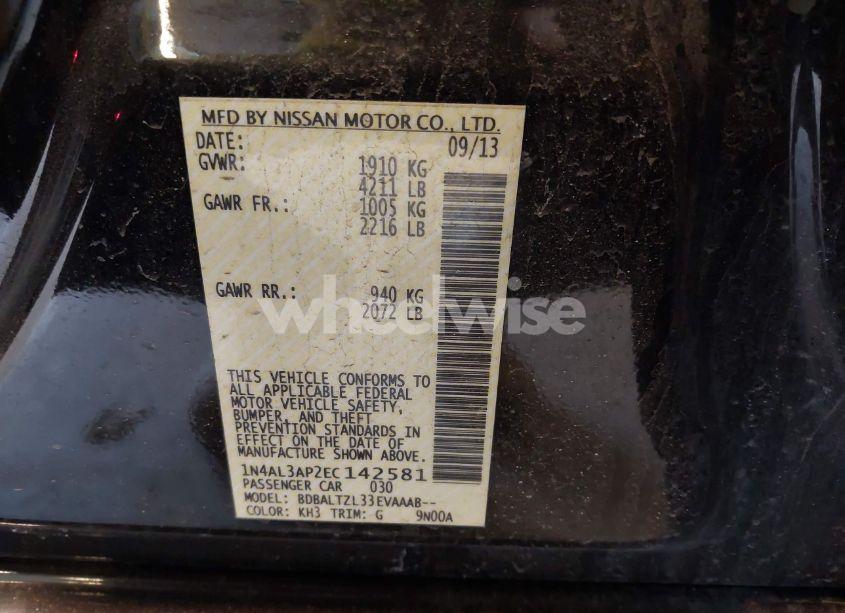 MFD BY NISSAN MOTOR CO., LTD.
DATE: 09/13
GVWR: 1910 KG
4211 LB
GAWR FR.: 1005 KG
2216 LB
GAWR RR.: 940 KG
2072 LB
wheelwise
THIS VEHICLE CONFORMS TO
ALL APPLICABLE FEDERAL
MOTOR VEHICLE SAFETY,
BUMPER, AND THEFT
PREVENTION STANDARDS IN
EFFECT ON THE DATE OF
MANUFACTURE SHOWN ABOVE.
1N4AL3AP2EC142581
PASSENGER CAR 030
MODEL: BDBALTZL33EVAAAB--
COLOR: KH3 TRIM: G 9N00A